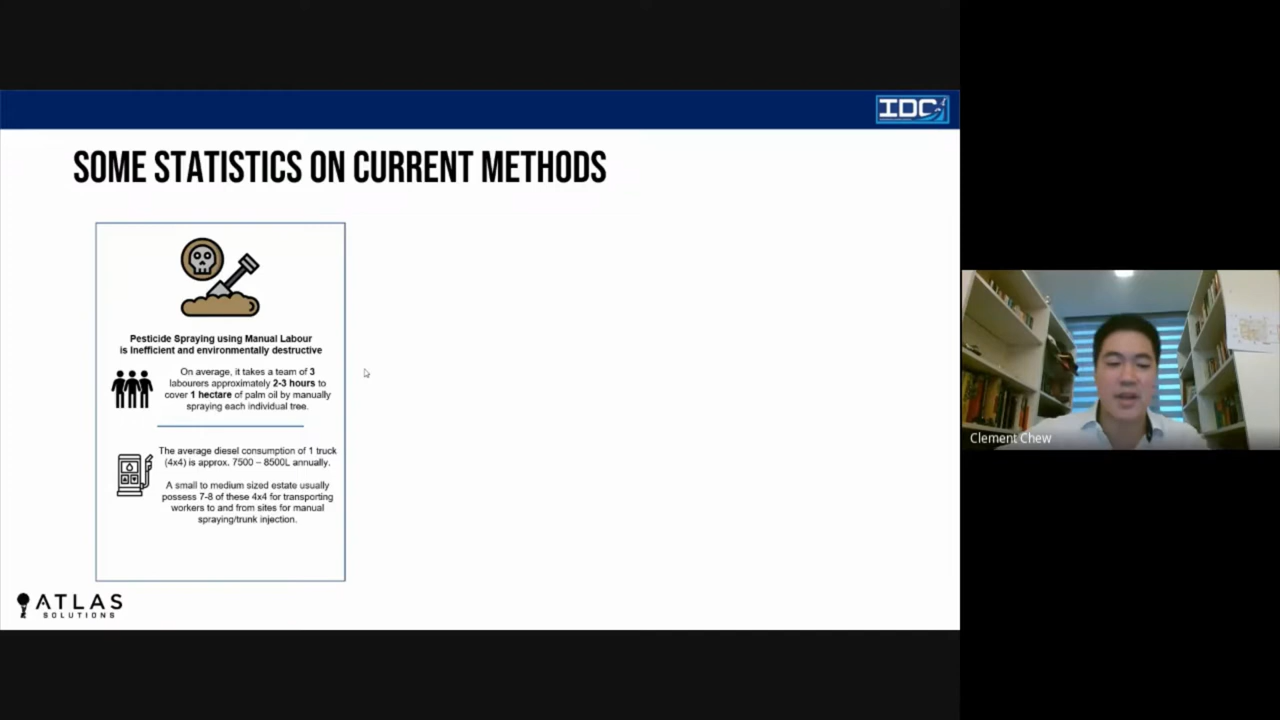 IDC
SOME STATISTICS ON CURRENT METHODS
Pesticide Spraying using Manual Labour
is Inefficient and environmentally destructive
On average, it takes a team of 3
labourers approximately 2-3 hours to
cover 1 hectare of palm oil by manually
spraying each individual tree.
The average diesel consumption of 1 truck
(4x4) is approx. 7500 – 8500L annually.
A small to medium sized estate usually
possess 7-8 of these 4x4 for transporting
workers to and from sites for manual
spraying/trunk injection.
ATLAS
SOLUTIONS
Clement Chew